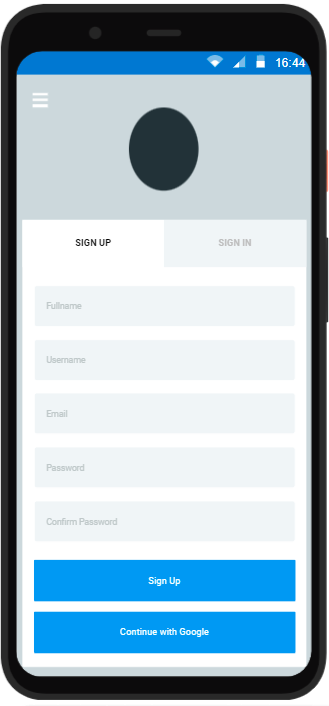 16:44
SIGN UP
SIGN IN
Fullname
Username
Email
Password
Confirm Password
Sign Up
Continue with Google